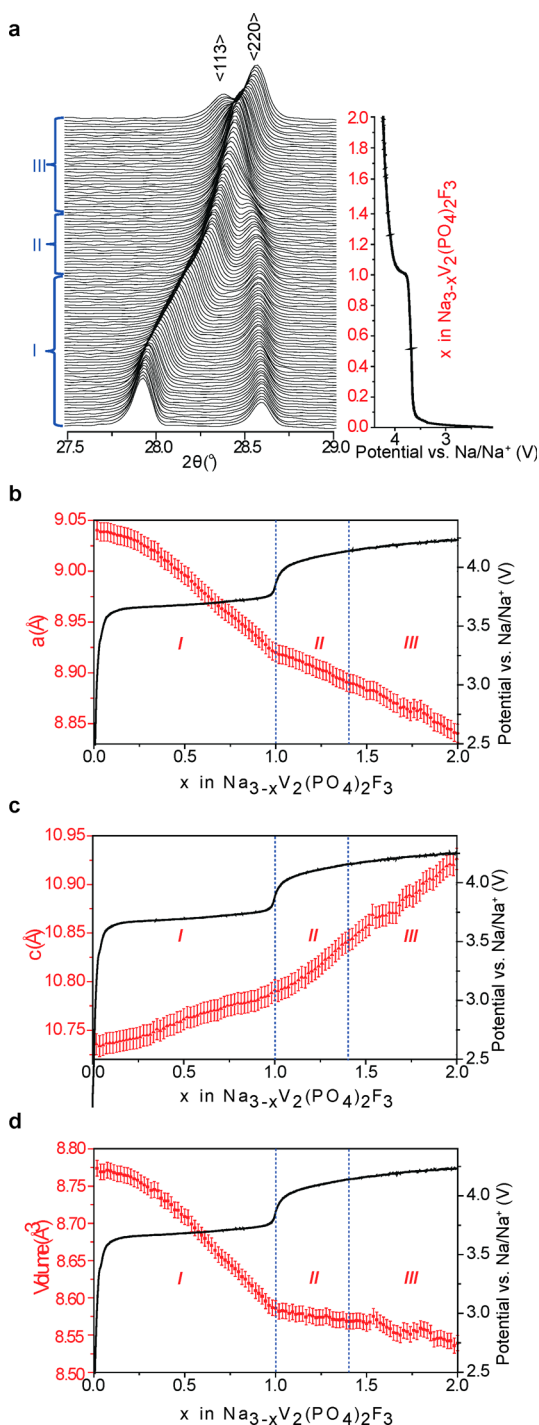 a
<113>
<220>
III
II
I
27.5
28.0
28.5
29.0
2θ(°)
2.0
1.8
1.6
1.4
1.2
1.0
0.8
0.6
0.4
0.2
0.0
x in Na3-xV2(PO4)2F3
4
3
Potential vs. Na/Na+ (V)
b
9.05
9.00
8.95
8.90
8.85
a(Å)
I
II
III
4.0
3.5
3.0
2.5
Potential vs. Na/Na+ (V)
0.0
0.5
1.0
1.5
2.0
x in Na3-xV2(PO4)2F3
c
10.95
10.90
10.85
10.80
10.75
c(Å)
I
II
III
4.0
3.5
3.0
2.5
Potential vs. Na/Na+ (V)
0.0
0.5
1.0
1.5
2.0
x in Na3-xV2(PO4)2F3
d
8.80
8.75
8.70
8.65
8.60
8.55
8.50
Volume(Å3)
I
II
III
4.0
3.5
3.0
2.5
Potential vs. Na/Na+ (V)
0.0
0.5
1.0
1.5
2.0
x in Na3-xV2(PO4)2F3